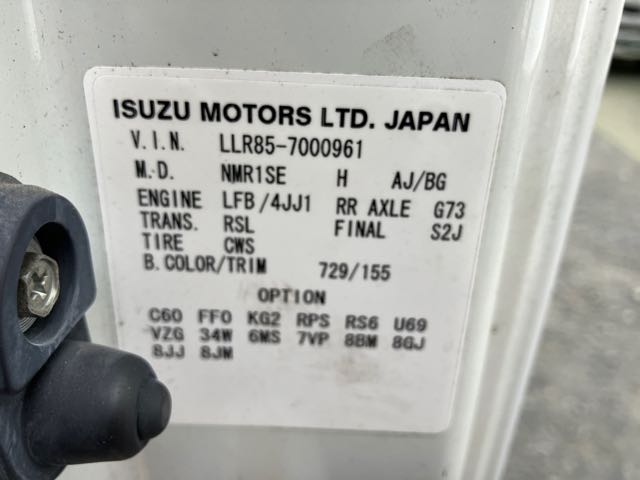 ISUZU MOTORS LTD. JAPAN
V.I.N. LLR85-7000961
M.D. NMR1SE H AJ/BG
ENGINE LFB/4JJ1 RR AXLE G73
TRANS. RSL FINAL S2J
TIRE CWS
B.COLOR/TRIM 729/155
OPTION
C60 FF0 KG2 RPS RS6 U69
VZG 34W 6MS 7VP 8BM 8GJ
8JJ 8JM